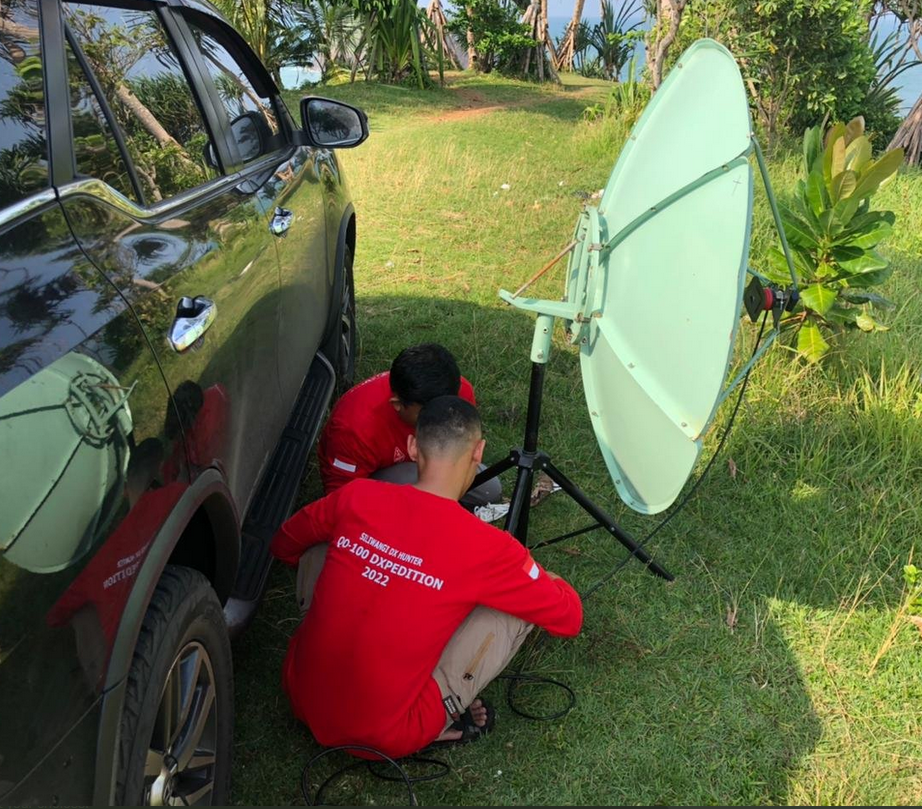 SILIWANGI DX HUNTER
QO-100 DXPEDITION
2022